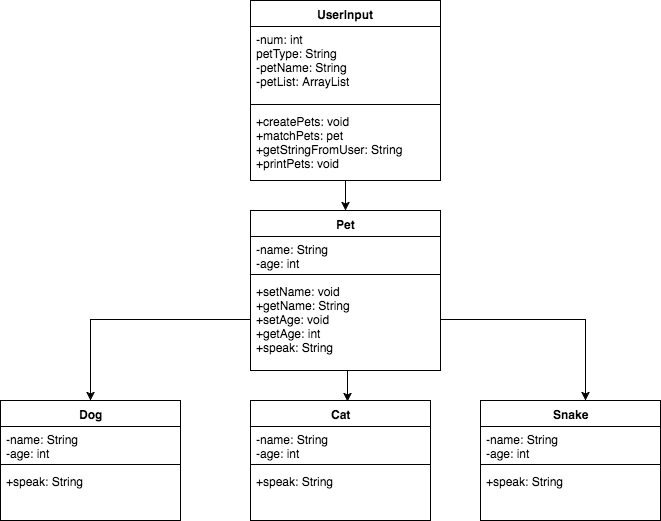 UserInput
-num: int
petType: String
-petName: String
-petList: ArrayList
+createPets: void
+matchPets: pet
+getStringFromUser: String
+printPets: void
Pet
-name: String
-age: int
+setName: void
+getName: String
+setAge: void
+getAge: int
+speak: String
Dog
-name: String
-age: int
+speak: String
Cat
-name: String
-age: int
+speak: String
Snake
-name: String
-age: int
+speak: String